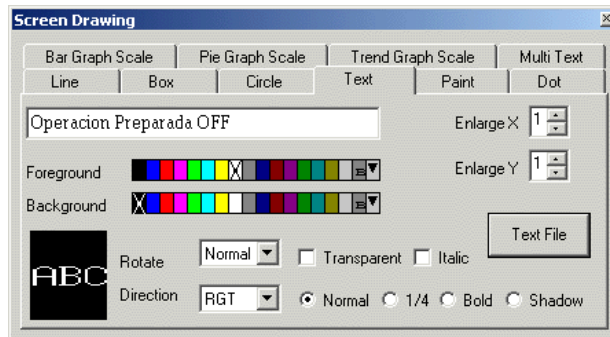 Screen Drawing
Bar Graph Scale Pie Graph Scale Trend Graph Scale Multi Text
Line Box Circle Text Paint Dot
Operacion Preparada OFF
Enlarge X 1
Foreground
Enlarge Y 1
Background
Text File
ABC
Rotate Normal Transparent Italic
Direction RGT Normal 1/4 Bold Shadow